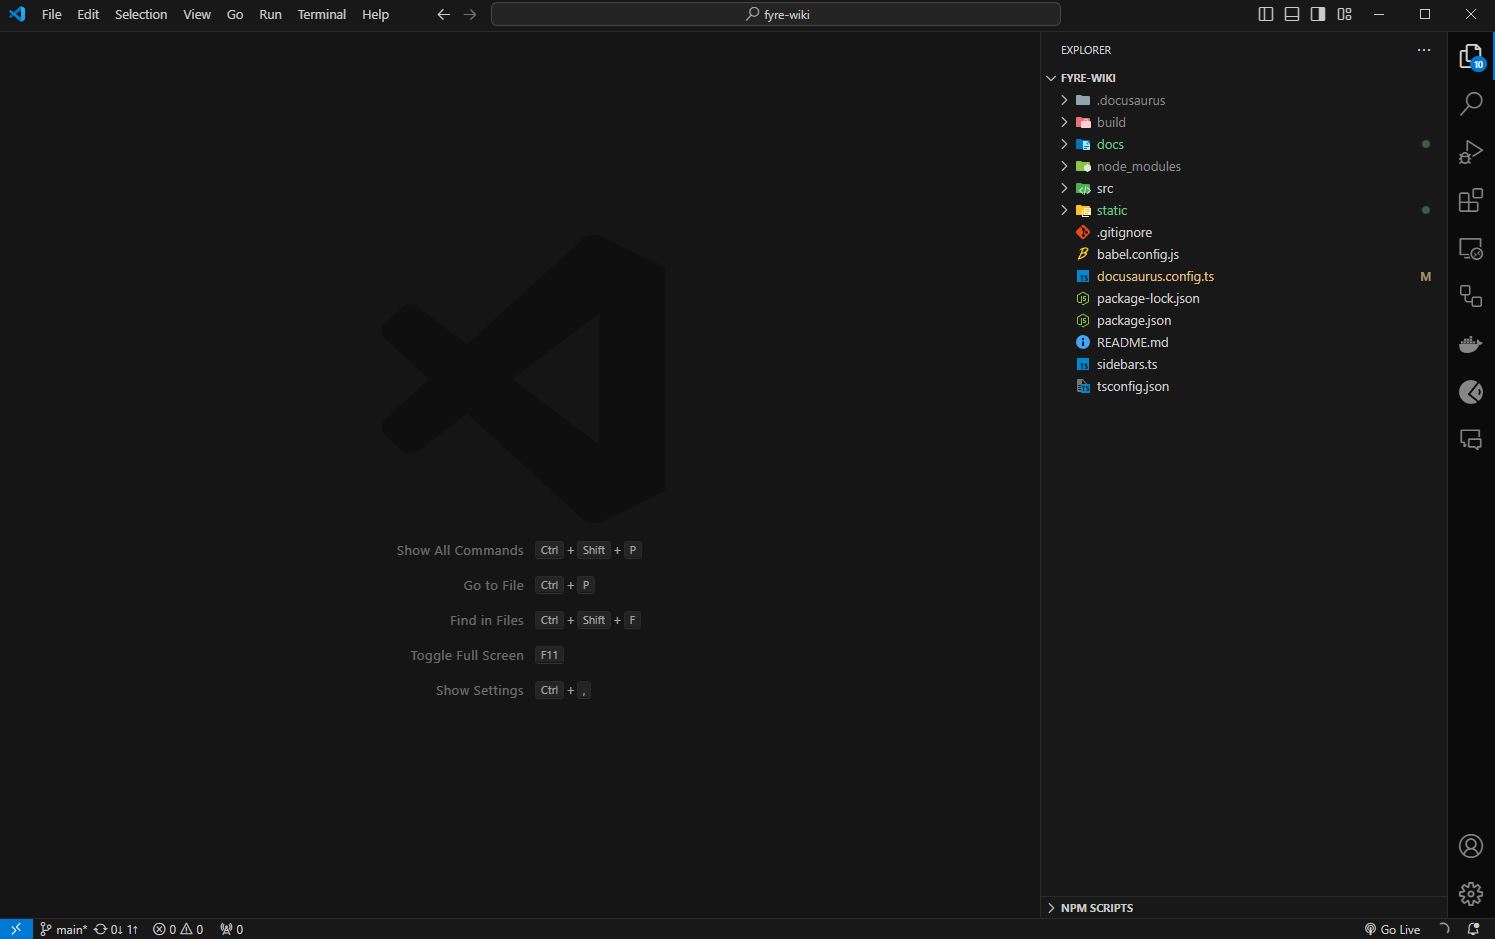 File Edit Selection View Go Run Terminal Help fyre-wiki
EXPLORER
10
FYRE-WIKI
.docusaurus
build
docs
node_modules
src
static
.gitignore
babel.config.js
docusaurus.config.ts M
package-lock.json
package.json
README.md
sidebars.ts
tsconfig.json
Show All Commands Ctrl + Shift + P
Go to File Ctrl + P
Find in Files Ctrl + Shift + F
Toggle Full Screen F11
Show Settings Ctrl + ,
NPM SCRIPTS
main* 0↓ 1↑ 0 0 0 Go Live